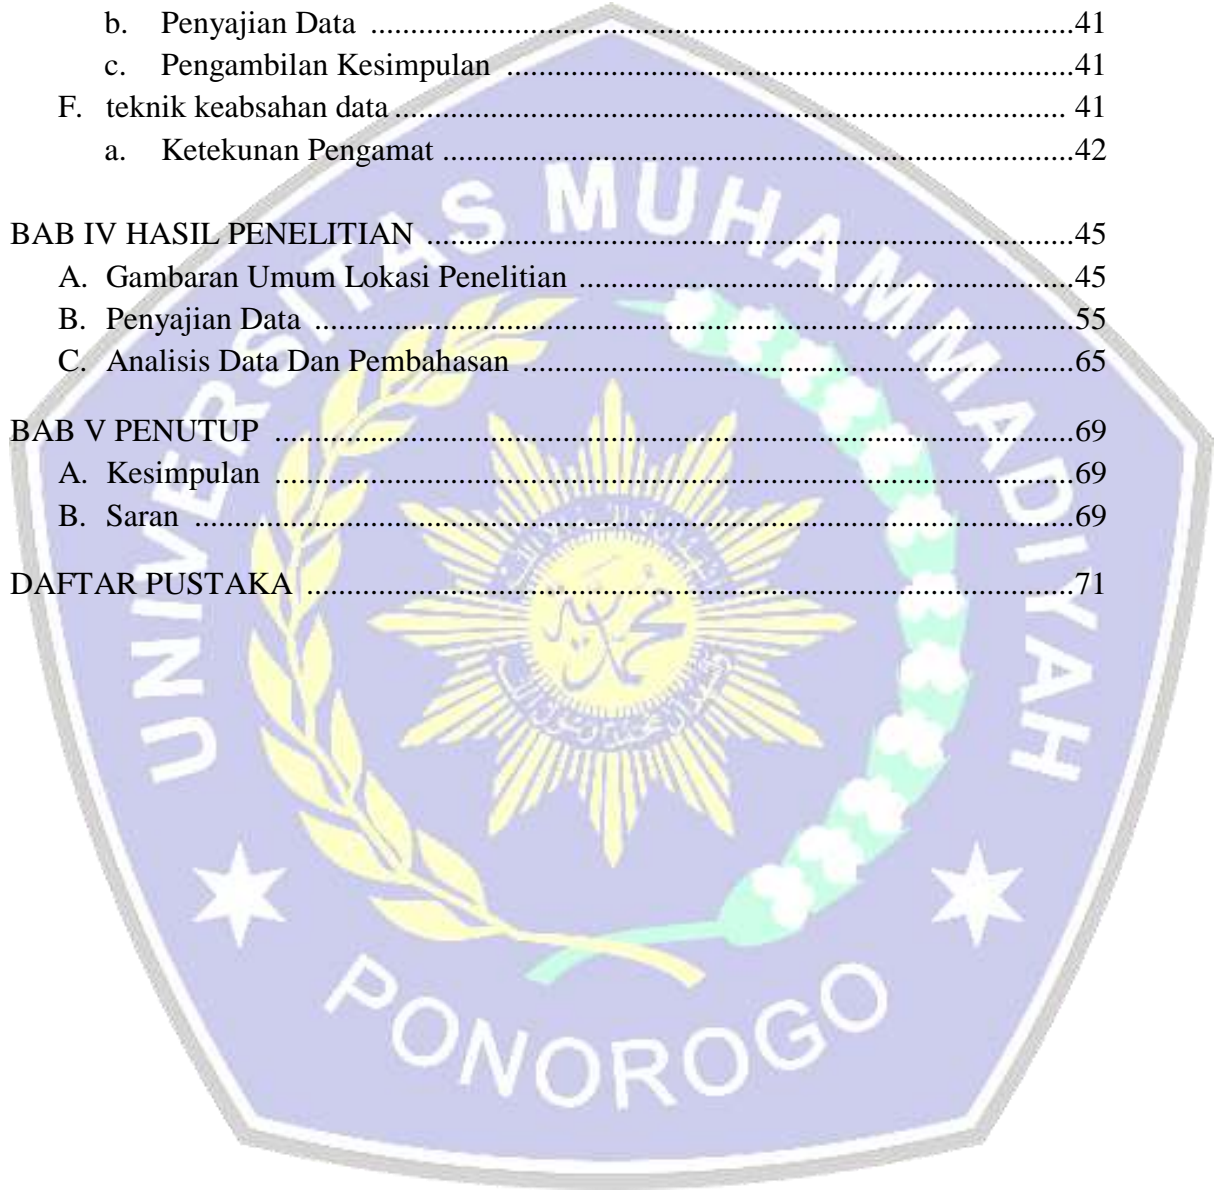 b. Penyajian Data ........................................................................................41
c. Pengambilan Kesimpulan .......................................................................41
F. teknik keabsahan data .................................................................................... 41
a. Ketekunan Pengamat ...............................................................................42
BAB IV HASIL PENELITIAN .................................................................................45
A. Gambaran Umum Lokasi Penelitian ..............................................................45
B. Penyajian Data ...............................................................................................55
C. Analisis Data Dan Pembahasan .....................................................................65
BAB V PENUTUP ....................................................................................................69
A. Kesimpulan ....................................................................................................69
B. Saran ..............................................................................................................69
DAFTAR PUSTAKA ................................................................................................71
UNIVERSITAS MUHAMMADIYAH
محمد
PONOROGO